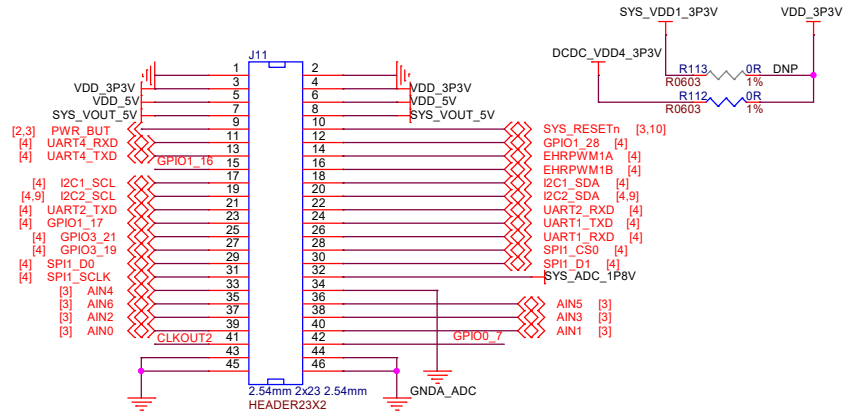 SYS_VDD1_3P3V VDD_3P3V
DCDC_VDD4_3P3V
R113 0R DNP
R0603 1%
R112 0R
R0603 1%
J11
1 2
3 4
VDD_3P3V 5 6 VDD_3P3V
VDD_5V 7 8 VDD_5V
SYS_VOUT_5V SYS_VOUT_5V
[2,3] PWR_BUT 9 10 SYS_RESETn [3,10]
[4] UART4_RXD 11 12 GPIO1_28 [4]
[4] UART4_TXD 13 14 EHRPWM1A [4]
GPIO1_16 15 16 EHRPWM1B [4]
[4] I2C1_SCL 17 18 I2C1_SDA [4]
[4,9] I2C2_SCL 19 20 I2C2_SDA [4,9]
[4] UART2_TXD 21 22 UART2_RXD [4]
[4] GPIO1_17 23 24 UART1_TXD [4]
[4] GPIO3_21 25 26 UART1_RXD [4]
[4] GPIO3_19 27 28 SPI1_CS0 [4]
[4] SPI1_D0 29 30 SPI1_D1 [4]
[4] SPI1_SCLK 31 32 SYS_ADC_1P8V
[3] AIN4 33 34
[3] AIN6 35 36 AIN5 [3]
[3] AIN2 37 38 AIN3 [3]
[3] AIN0 39 40 AIN1 [3]
CLKOUT2 41 42 GPIO0_7
43 44
45 46
GNDA_ADC
2.54mm 2x23 2.54mm
HEADER23X2